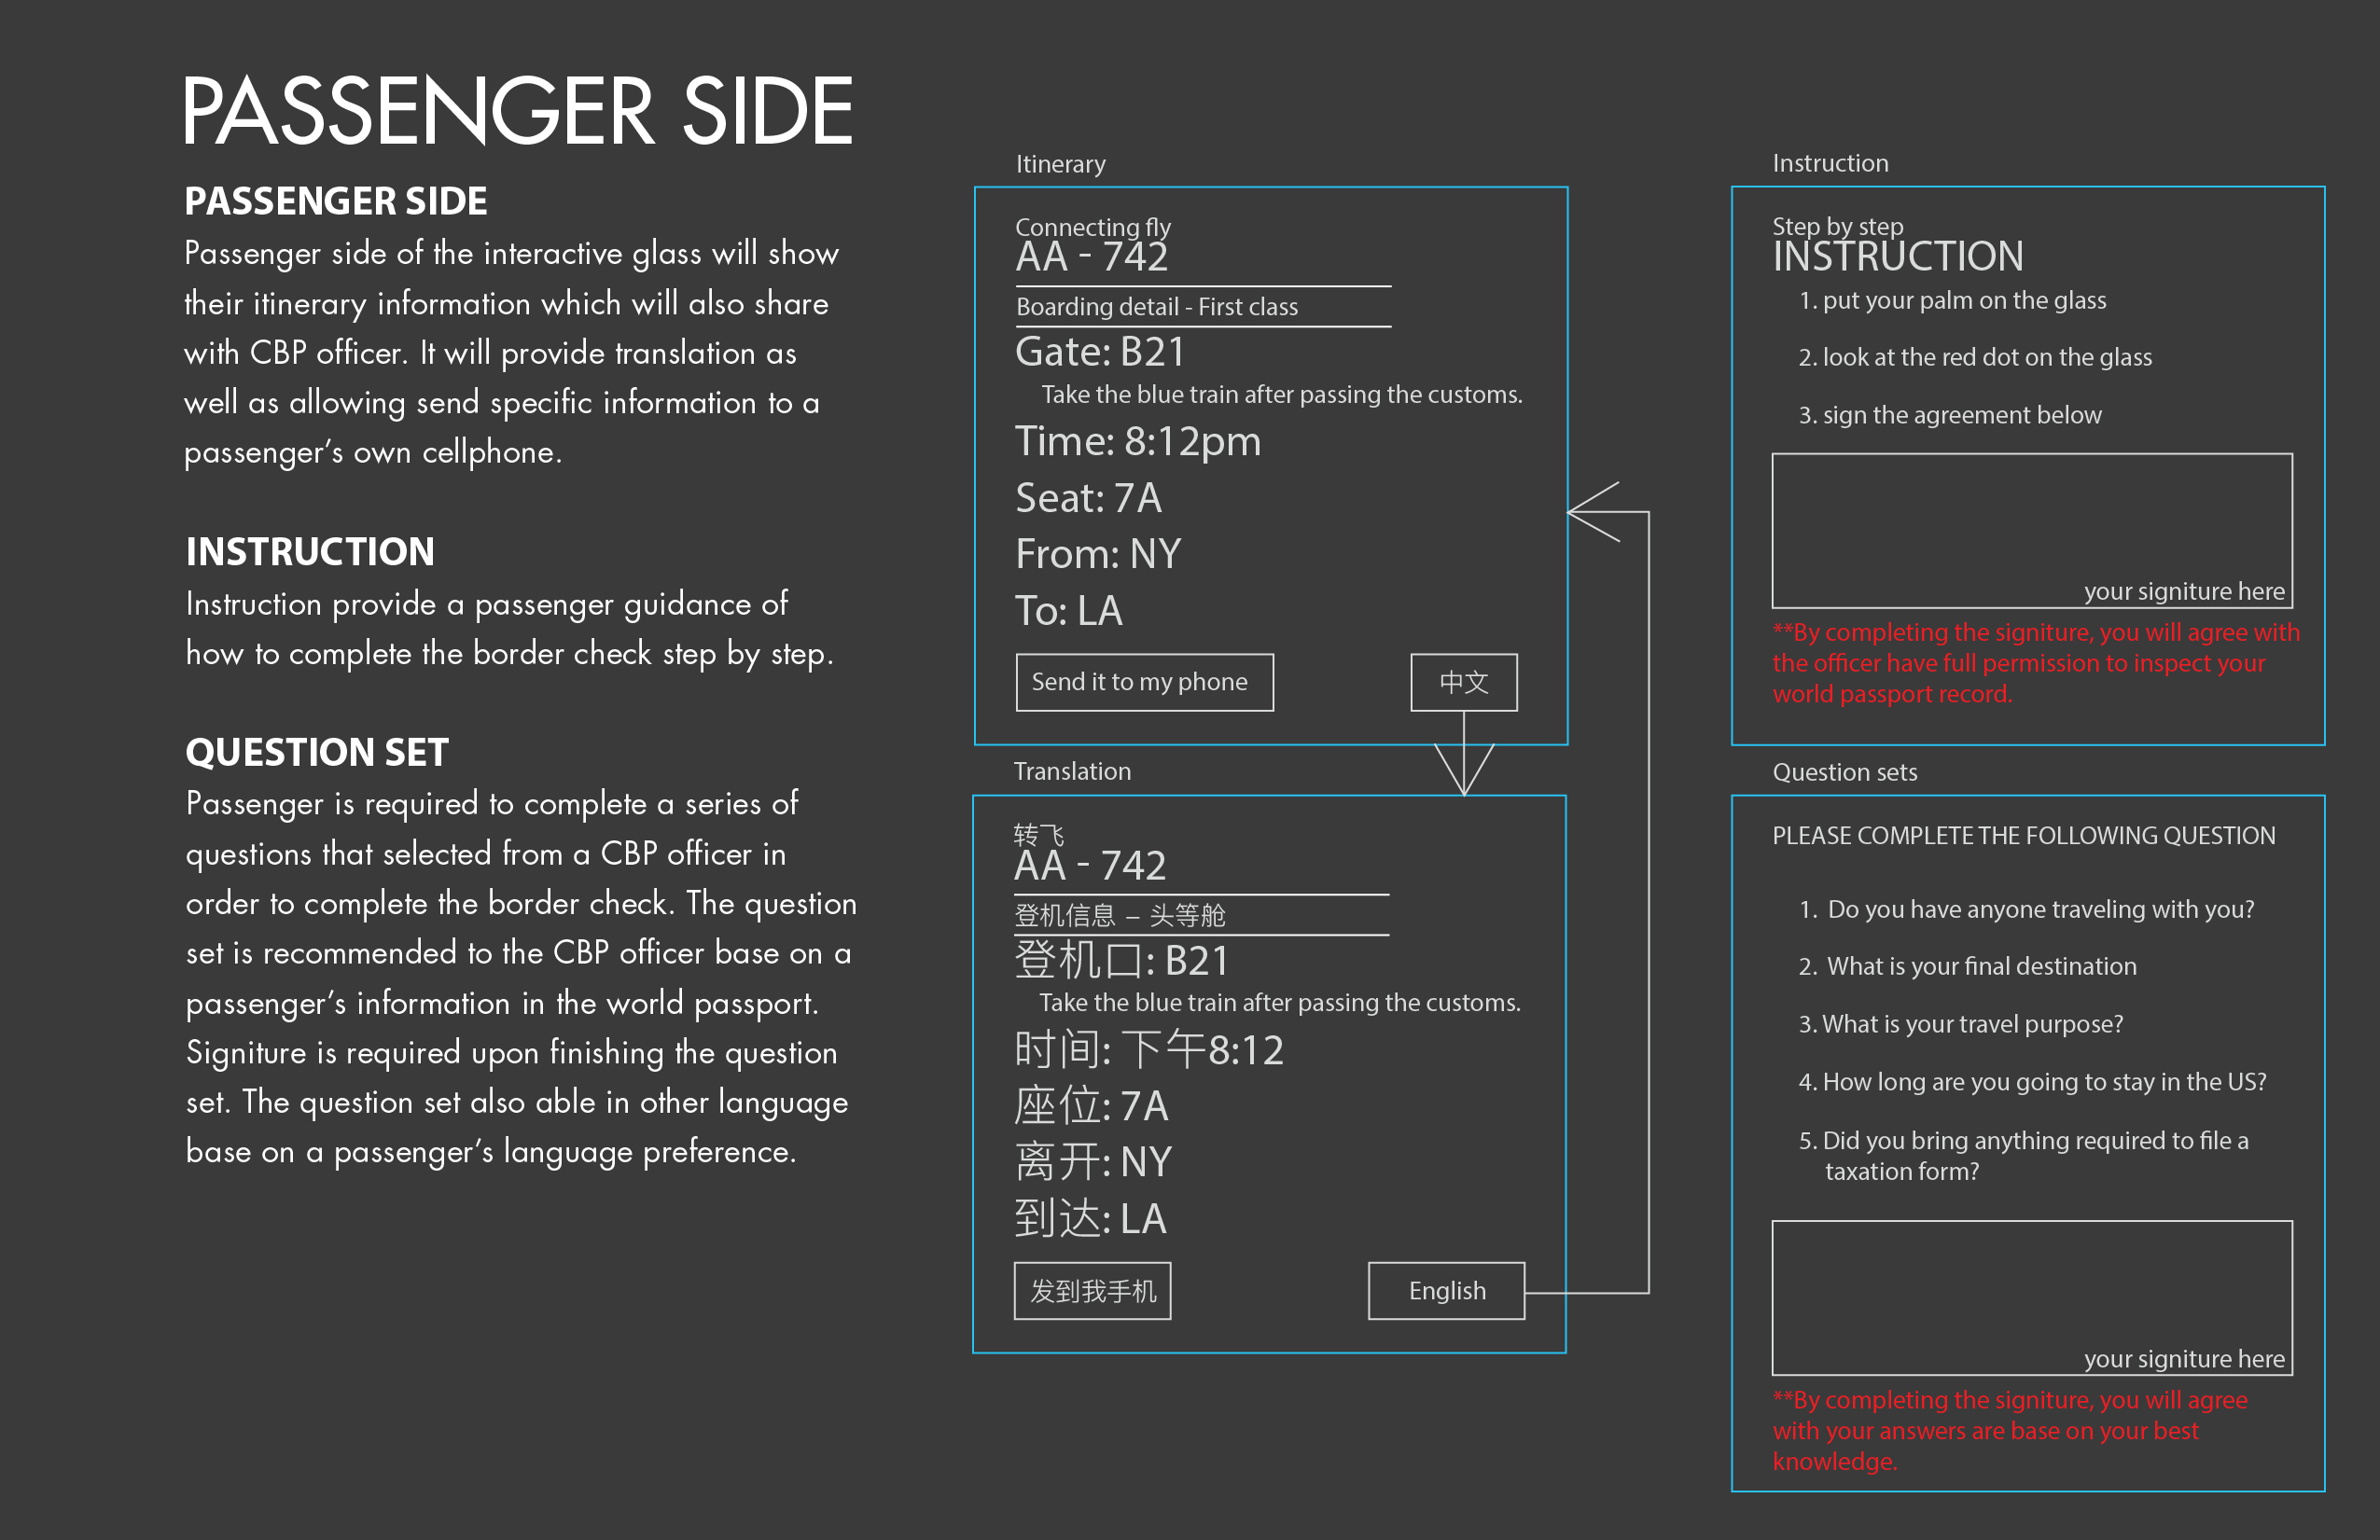 PASSENGER SIDE
PASSENGER SIDE
Passenger side of the interactive glass will show
their itinerary information which will also share
with CBP officer. It will provide translation as
well as allowing send specific information to a
passenger's own cellphone.
INSTRUCTION
Instruction provide a passenger guidance of
how to complete the border check step by step.
QUESTION SET
Passenger is required to complete a series of
questions that selected from a CBP officer in
order to complete the border check. The question
set is recommended to the CBP officer base on a
passenger's information in the world passport.
Signiture is required upon finishing the question
set. The question set also able in other language
base on a passenger's language preference.
Itinerary
Connecting fly
AA - 742
Boarding detail - First class
Gate: B21
Take the blue train after passing the customs.
Time: 8:12pm
Seat: 7A
From: NY
To: LA
Send it to my phone
中文
Translation
转飞
AA - 742
登机信息 – 头等舱
登机口: B21
Take the blue train after passing the customs.
时间: 下午8:12
座位: 7A
离开: NY
到达: LA
发到我手机
English
Instruction
Step by step
INSTRUCTION
1. put your palm on the glass
2. look at the red dot on the glass
3. sign the agreement below
your signiture here
**By completing the signiture, you will agree with
the officer have full permission to inspect your
world passport record.
Question sets
PLEASE COMPLETE THE FOLLOWING QUESTION
1. Do you have anyone traveling with you?
2. What is your final destination
3. What is your travel purpose?
4. How long are you going to stay in the US?
5. Did you bring anything required to file a
taxation form?
your signiture here
**By completing the signiture, you will agree
with your answers are base on your best
knowledge.